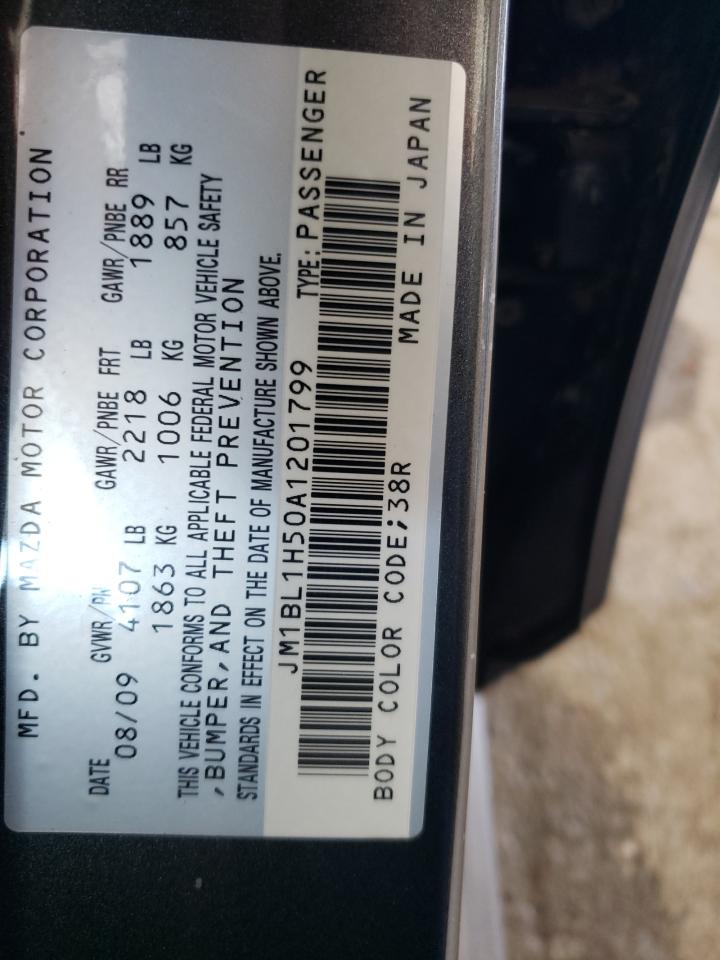 MFD. BY MAZDA MOTOR CORPORATION
DATE GVWR/PN GAWR/PNBE FRT GAWR/PNBE RR
08/09 4107 LB 2218 LB 1889 LB
1863 KG 1006 KG 857 KG
THIS VEHICLE CONFORMS TO ALL APPLICABLE FEDERAL MOTOR VEHICLE SAFETY
,BUMPER,AND THEFT PREVENTION
STANDARDS IN EFFECT ON THE DATE OF MANUFACTURE SHOWN ABOVE.
JM1BL1H50A1201799 TYPE: PASSENGER
BODY COLOR CODE;38R MADE IN JAPAN